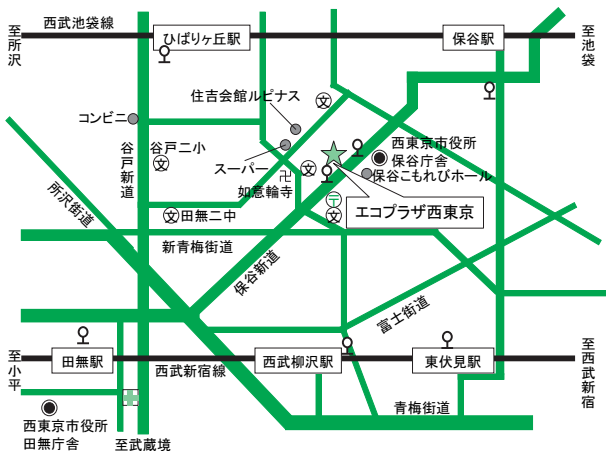 西武池袋線
至所沢
ひばりヶ丘駅
保谷駅
至池袋
住吉会館ルピナス
文
コンビニ
谷戸新道
谷戸二小
文
スーパー
文
西東京市役所
保谷庁舎
保谷こもれびホール
卍
如意輪寺
〒
文
エコプラザ西東京
所沢街道
文田無二中
新青梅街道
保谷新道
富士街道
至小平
田無駅
西武新宿線
西武柳沢駅
東伏見駅
至西武新宿
西東京市役所
田無庁舎
至武蔵境
青梅街道